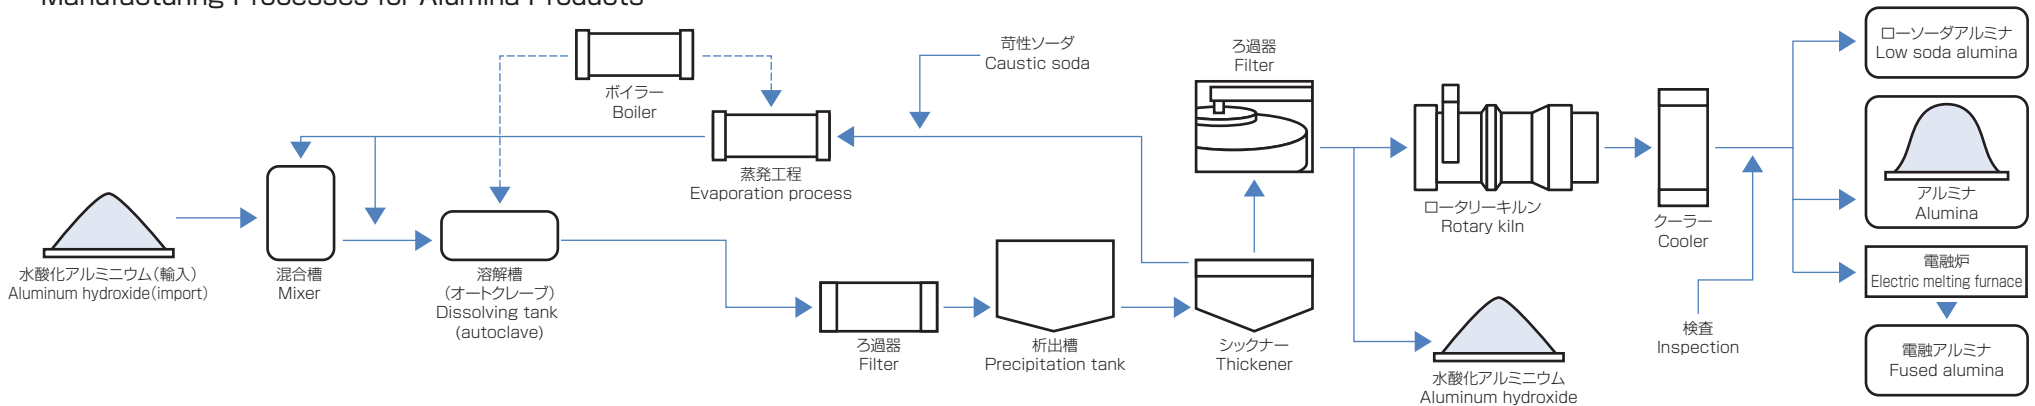 Manufacturing Processes for Alumina Products
水酸化アルミニウム（輸入）
Aluminum hydroxide(import)
混合槽
Mixer
溶解槽
（オートクレーブ）
Dissolving tank
(autoclave)
ボイラー
Boiler
蒸発工程
Evaporation process
苛性ソーダ
Caustic soda
ろ過器
Filter
析出槽
Precipitation tank
シックナー
Thickener
ろ過器
Filter
水酸化アルミニウム
Aluminum hydroxide
ロータリーキルン
Rotary kiln
クーラー
Cooler
検査
Inspection
ローソーダアルミナ
Low soda alumina
アルミナ
Alumina
電融炉
Electric melting furnace
電融アルミナ
Fused alumina